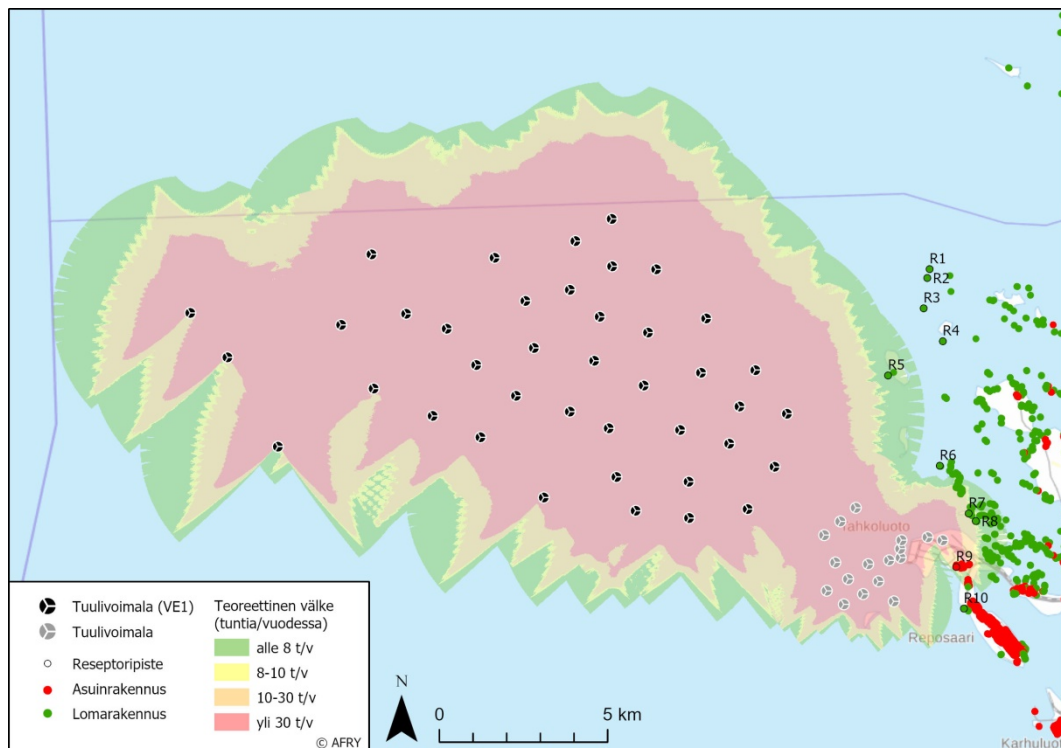 R1
R2
R3
R4
R5
R6
R7
R8
Tahkoluoto
R9
R10
Reposaari
Karhuluot
Tuulivoimala (VE1)
Tuulivoimala
Reseptoripiste
Asuinrakennus
Lomarakennus
Teoreettinen välke
(tuntia/vuodessa)
alle 8 t/v
8-10 t/v
10-30 t/v
yli 30 t/v
© AFRY
N
0 5 km